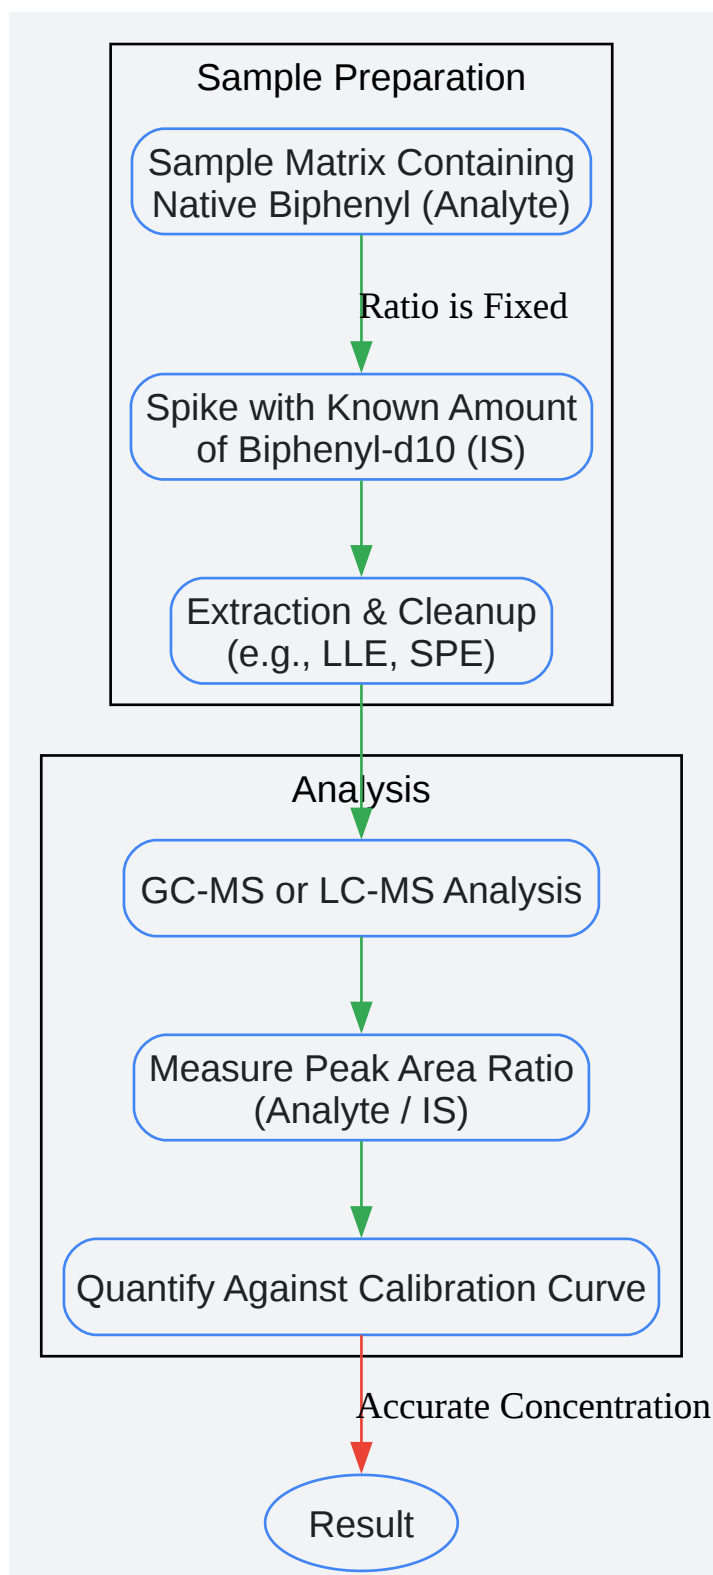 Sample Preparation
Sample Matrix Containing
Native Biphenyl (Analyte)
Ratio is Fixed
Spike with Known Amount
of Biphenyl-d10 (IS)
Extraction & Cleanup
(e.g., LLE, SPE)
Analysis
GC-MS or LC-MS Analysis
Measure Peak Area Ratio
(Analyte / IS)
Quantify Against Calibration Curve
Accurate Concentration
Result